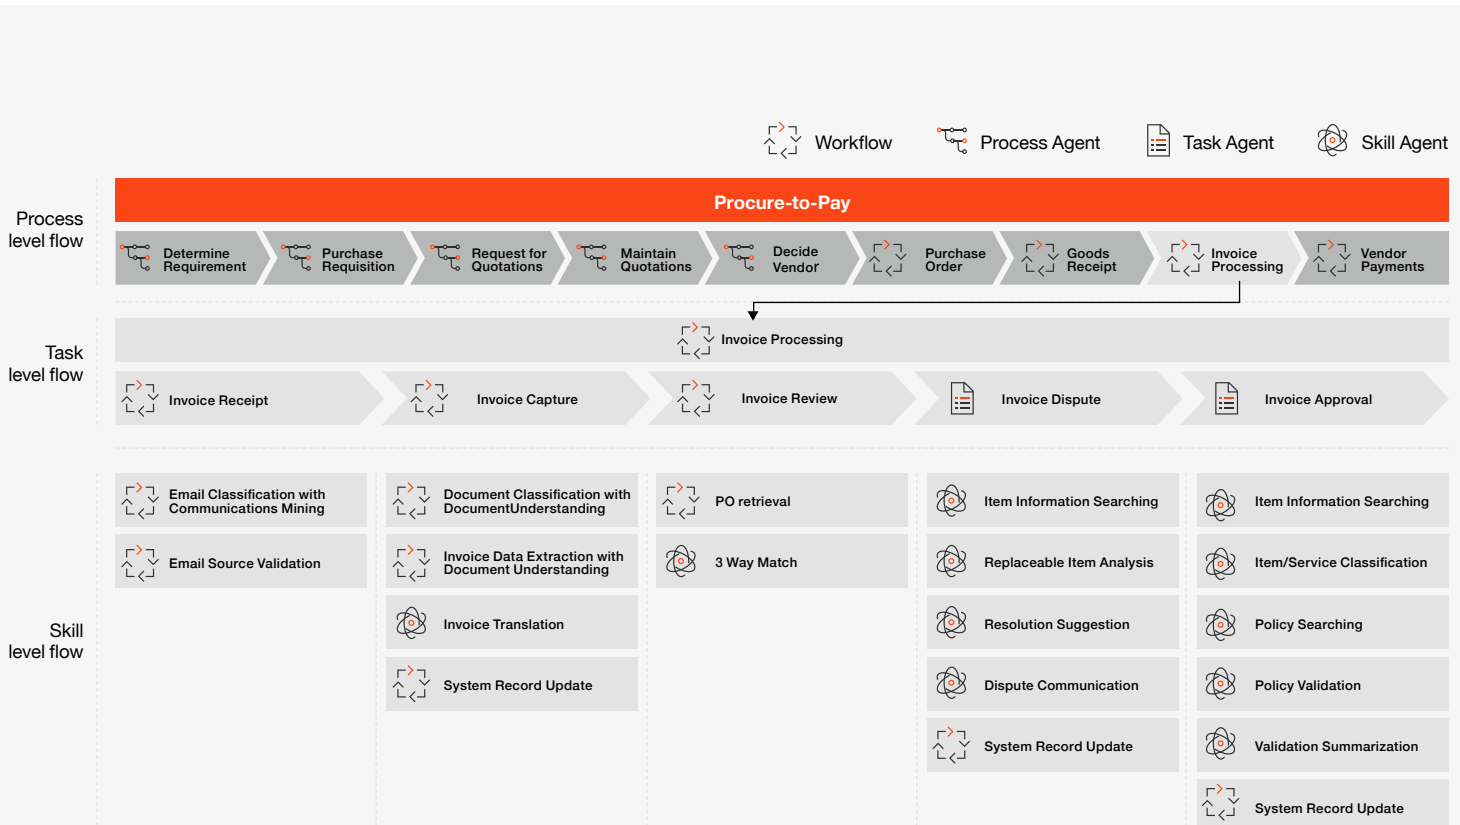 Workflow
Process Agent
Task Agent
Skill Agent
Process
level flow
Procure-to-Pay
Determine
Requirement
Purchase
Requisition
Request for
Quotations
Maintain
Quotations
Decide
Vendor
Purchase
Order
Goods
Receipt
Invoice
Processing
Vendor
Payments
Task
level flow
Invoice Processing
Invoice Receipt
Invoice Capture
Invoice Review
Invoice Dispute
Invoice Approval
Skill
level flow
Email Classification with
Communications Mining
Email Source Validation
Document Classification with
DocumentUnderstanding
Invoice Data Extraction with
Document Understanding
Invoice Translation
System Record Update
PO retrieval
3 Way Match
Item Information Searching
Replaceable Item Analysis
Resolution Suggestion
Dispute Communication
System Record Update
Item Information Searching
Item/Service Classification
Policy Searching
Policy Validation
Validation Summarization
System Record Update